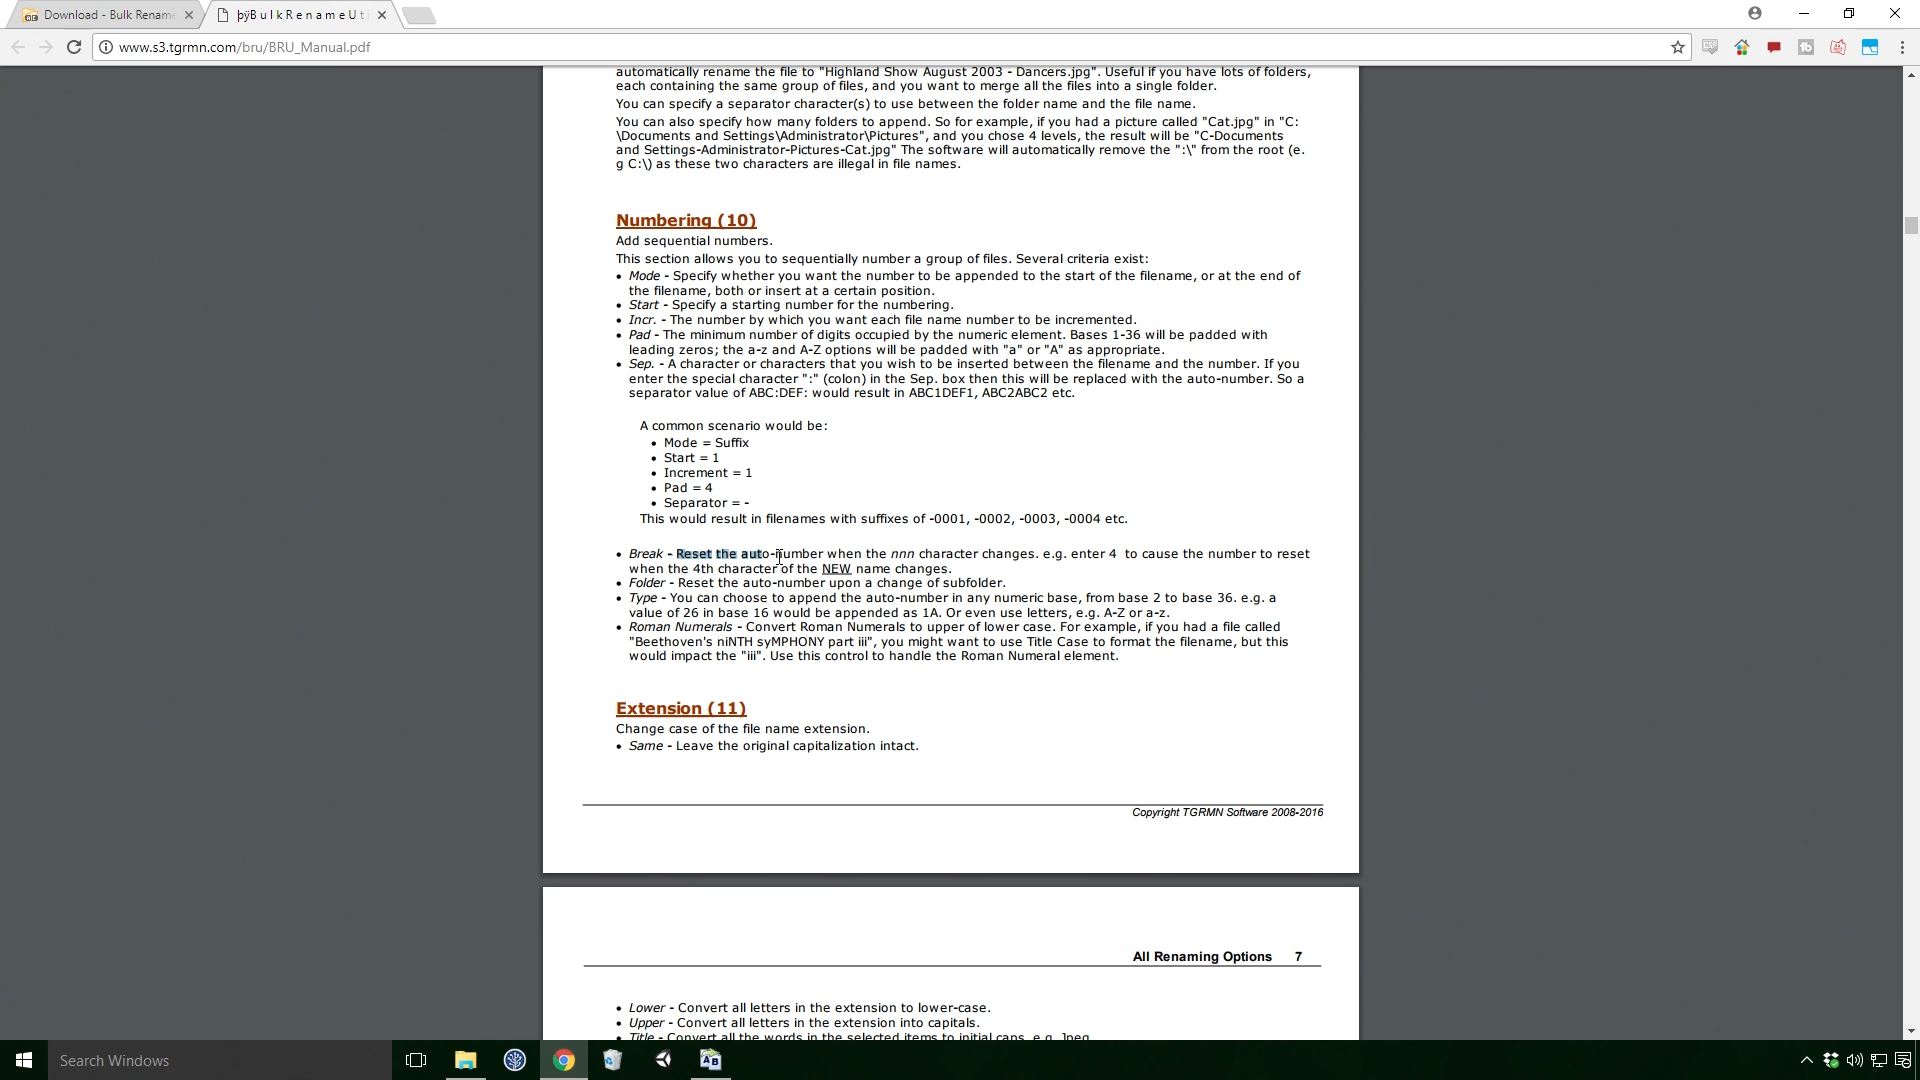 Download - Bulk Rename
þÿB u l k R e n a m e U t i
www.s3.tgrmn.com/bru/BRU_Manual.pdf
automatically rename the file to "Highland Show August 2003 - Dancers.jpg". Useful if you have lots of folders,
each containing the same group of files, and you want to merge all the files into a single folder.
You can specify a separator character(s) to use between the folder name and the file name.
You can also specify how many folders to append. So for example, if you had a picture called "Cat.jpg" in "C:
\Documents and Settings\Administrator\Pictures", and you chose 4 levels, the result will be "C-Documents
and Settings-Administrator-Pictures-Cat.jpg" The software will automatically remove the ":\" from the root (e.
g C:\) as these two characters are illegal in file names.
Numbering (10)
Add sequential numbers.
This section allows you to sequentially number a group of files. Several criteria exist:
• Mode - Specify whether you want the number to be appended to the start of the filename, or at the end of
the filename, both or insert at a certain position.
• Start - Specify a starting number for the numbering.
• Incr. - The number by which you want each file name number to be incremented.
• Pad - The minimum number of digits occupied by the numeric element. Bases 1-36 will be padded with
leading zeros; the a-z and A-Z options will be padded with "a" or "A" as appropriate.
• Sep. - A character or characters that you wish to be inserted between the filename and the number. If you
enter the special character ":" (colon) in the Sep. box then this will be replaced with the auto-number. So a
separator value of ABC:DEF: would result in ABC1DEF1, ABC2ABC2 etc.
A common scenario would be:
• Mode = Suffix
• Start = 1
• Increment = 1
• Pad = 4
• Separator = -
This would result in filenames with suffixes of -0001, -0002, -0003, -0004 etc.
• Break - Reset the auto-number when the nnn character changes. e.g. enter 4 to cause the number to reset
when the 4th character of the NEW name changes.
• Folder - Reset the auto-number upon a change of subfolder.
• Type - You can choose to append the auto-number in any numeric base, from base 2 to base 36. e.g. a
value of 26 in base 16 would be appended as 1A. Or even use letters, e.g. A-Z or a-z.
• Roman Numerals - Convert Roman Numerals to upper of lower case. For example, if you had a file called
"Beethoven's niNTH syMPHONY part iii", you might want to use Title Case to format the filename, but this
would impact the "iii". Use this control to handle the Roman Numeral element.
Extension (11)
Change case of the file name extension.
• Same - Leave the original capitalization intact.
Copyright TGRMN Software 2008-2016
All Renaming Options 7
• Lower - Convert all letters in the extension to lower-case.
• Upper - Convert all letters in the extension into capitals.
• Title - Convert all the words in the selected items to initial caps, e.g. Jpeg
Search Windows